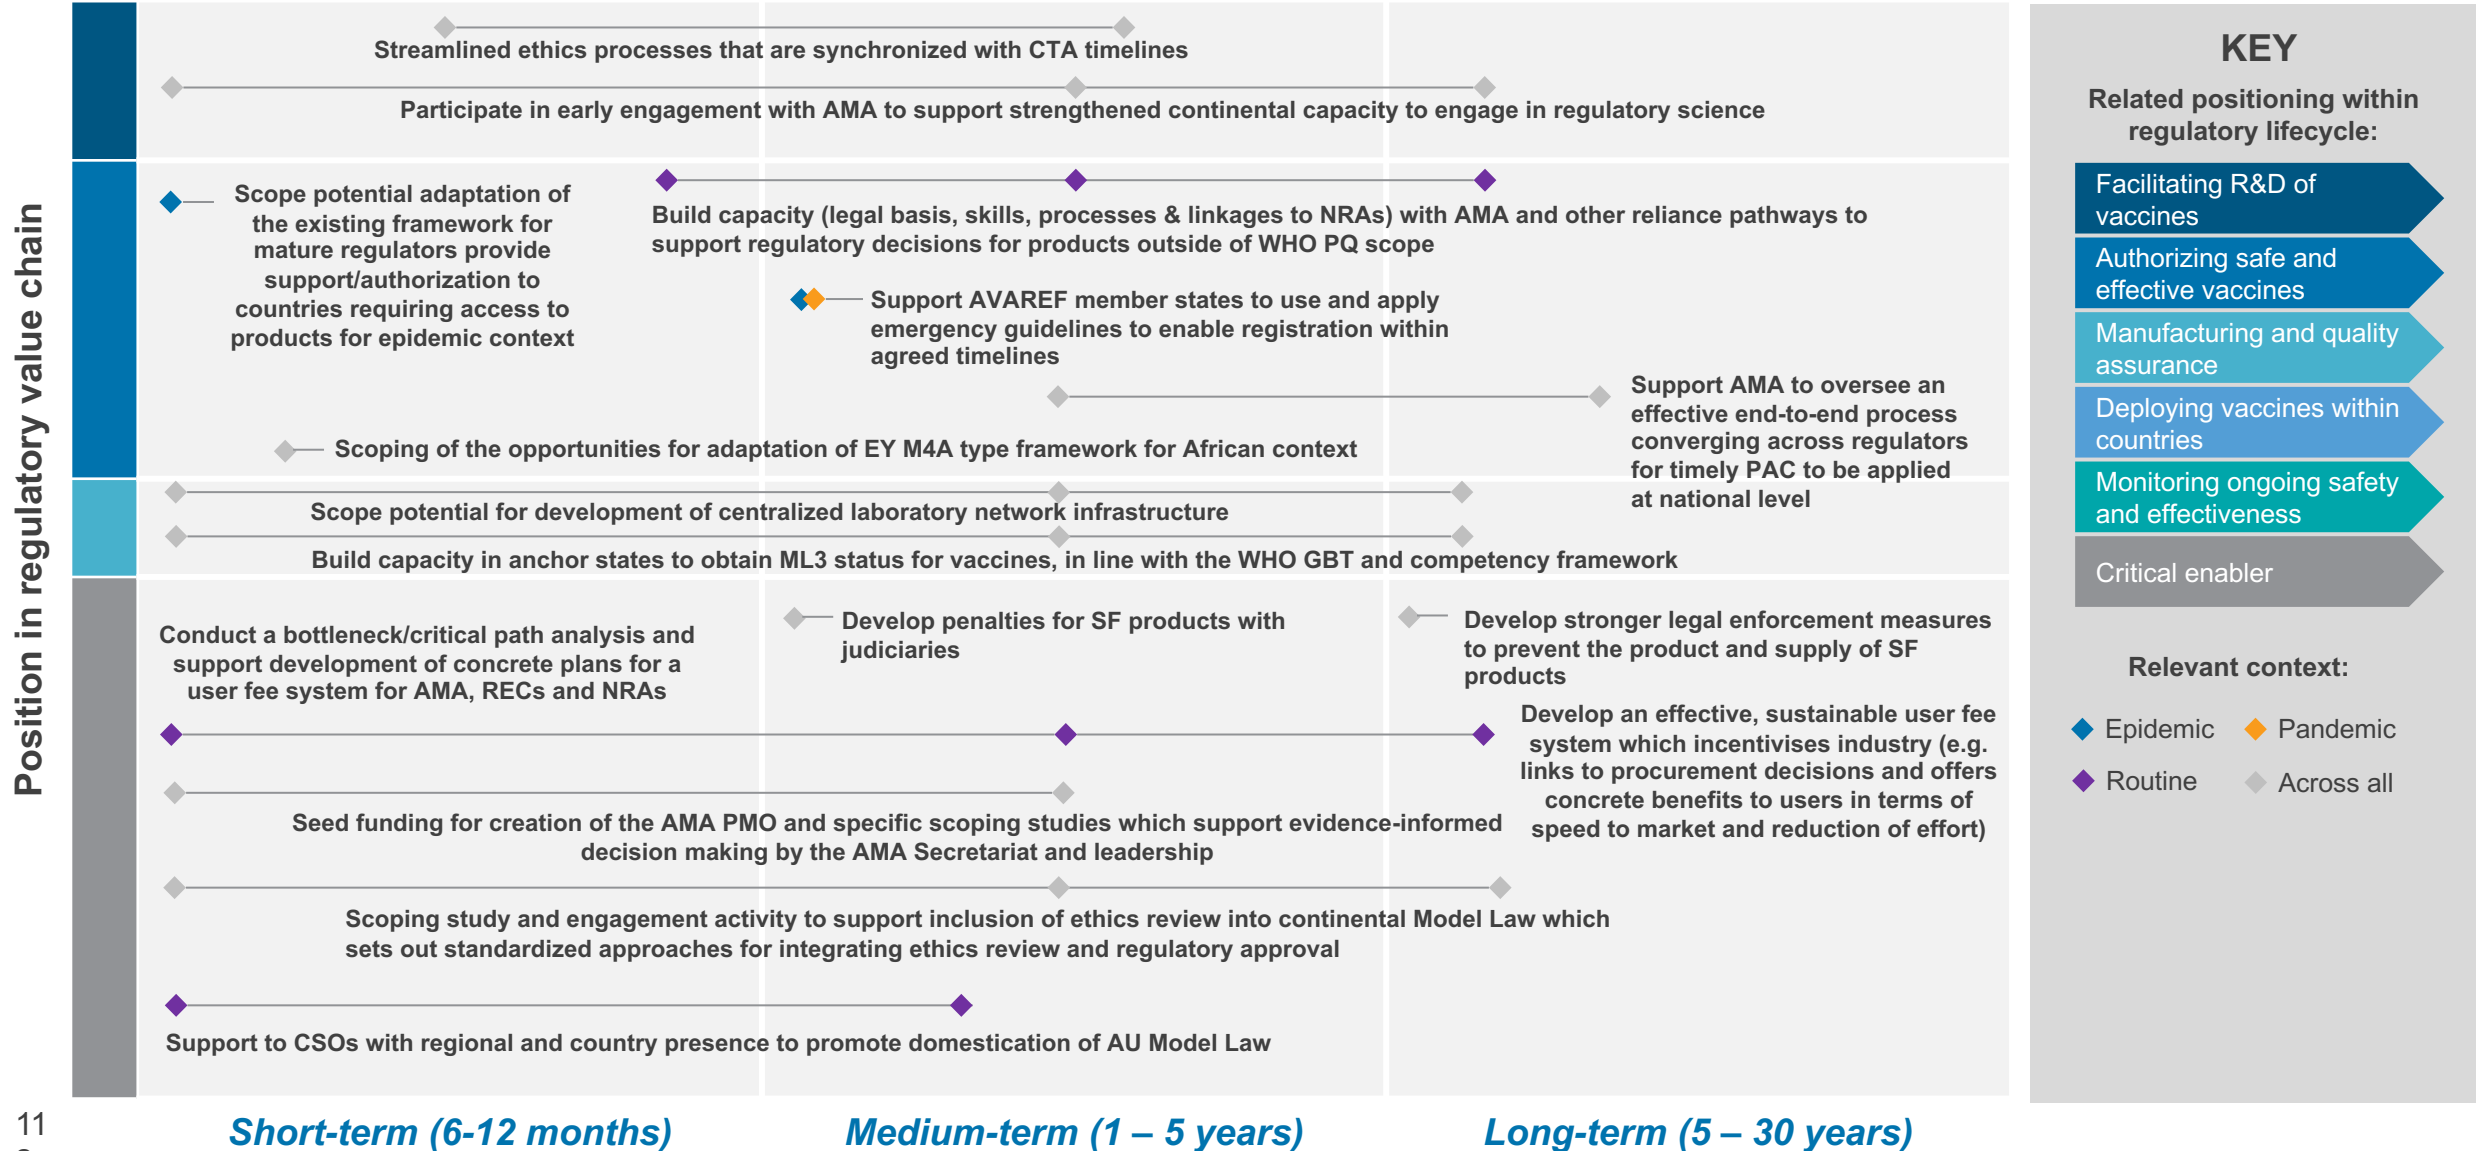 Position in regulatory value chain
Streamlined ethics processes that are synchronized with CTA timelines
Participate in early engagement with AMA to support strengthened continental capacity to engage in regulatory science
Scope potential adaptation of
the existing framework for
mature regulators provide
support/authorization to
countries requiring access to
products for epidemic context
Build capacity (legal basis, skills, processes & linkages to NRAs) with AMA and other reliance pathways to
support regulatory decisions for products outside of WHO PQ scope
Support AVAREF member states to use and apply
emergency guidelines to enable registration within
agreed timelines
Support AMA to oversee an
effective end-to-end process
converging across regulators
for timely PAC to be applied
at national level
Scoping of the opportunities for adaptation of EY M4A type framework for African context
Scope potential for development of centralized laboratory network infrastructure
Build capacity in anchor states to obtain ML3 status for vaccines, in line with the WHO GBT and competency framework
Conduct a bottleneck/critical path analysis and
support development of concrete plans for a
user fee system for AMA, RECs and NRAs
Develop penalties for SF products with
judiciaries
Develop stronger legal enforcement measures
to prevent the product and supply of SF
products
Develop an effective, sustainable user fee
system which incentivises industry (e.g.
links to procurement decisions and offers
concrete benefits to users in terms of
speed to market and reduction of effort)
Seed funding for creation of the AMA PMO and specific scoping studies which support evidence-informed
decision making by the AMA Secretariat and leadership
Scoping study and engagement activity to support inclusion of ethics review into continental Model Law which
sets out standardized approaches for integrating ethics review and regulatory approval
Support to CSOs with regional and country presence to promote domestication of AU Model Law
Short-term (6-12 months)
Medium-term (1 – 5 years)
Long-term (5 – 30 years)
11
KEY
Related positioning within
regulatory lifecycle:
Facilitating R&D of
vaccines
Authorizing safe and
effective vaccines
Manufacturing and quality
assurance
Deploying vaccines within
countries
Monitoring ongoing safety
and effectiveness
Critical enabler
Relevant context:
Epidemic
Pandemic
Routine
Across all